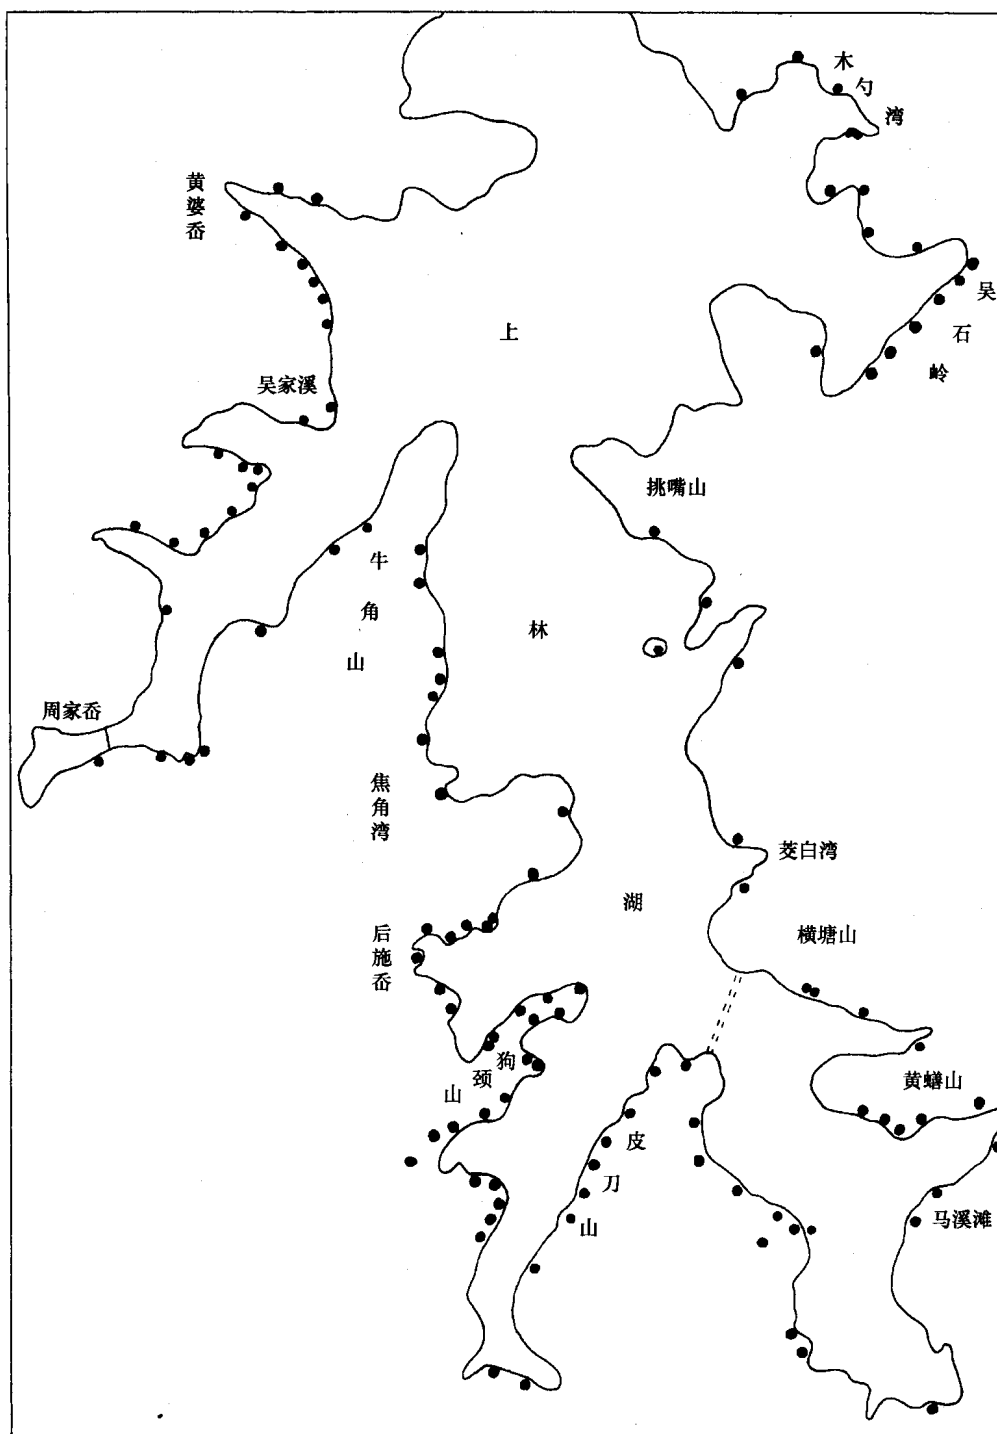 木勺湾
黄婆岙
吴石岭
上
吴家溪
挑嘴山
牛角山
林
周家岙
焦角湾
茭白湾
湖
后施岙
横塘山
狗颈山
黄蟮山
皮刀山
马溪滩